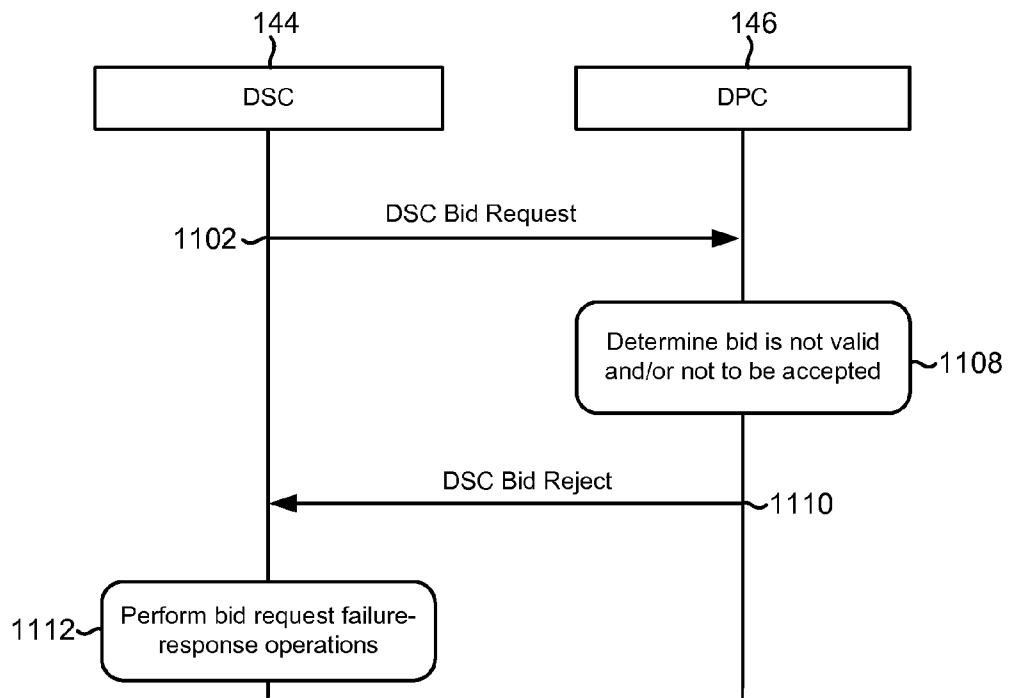 144
146
DSC
DPC
DSC Bid Request
1102
Determine bid is not valid
and/or not to be accepted
1108
DSC Bid Reject
1110
Perform bid request failure-
response operations
1112